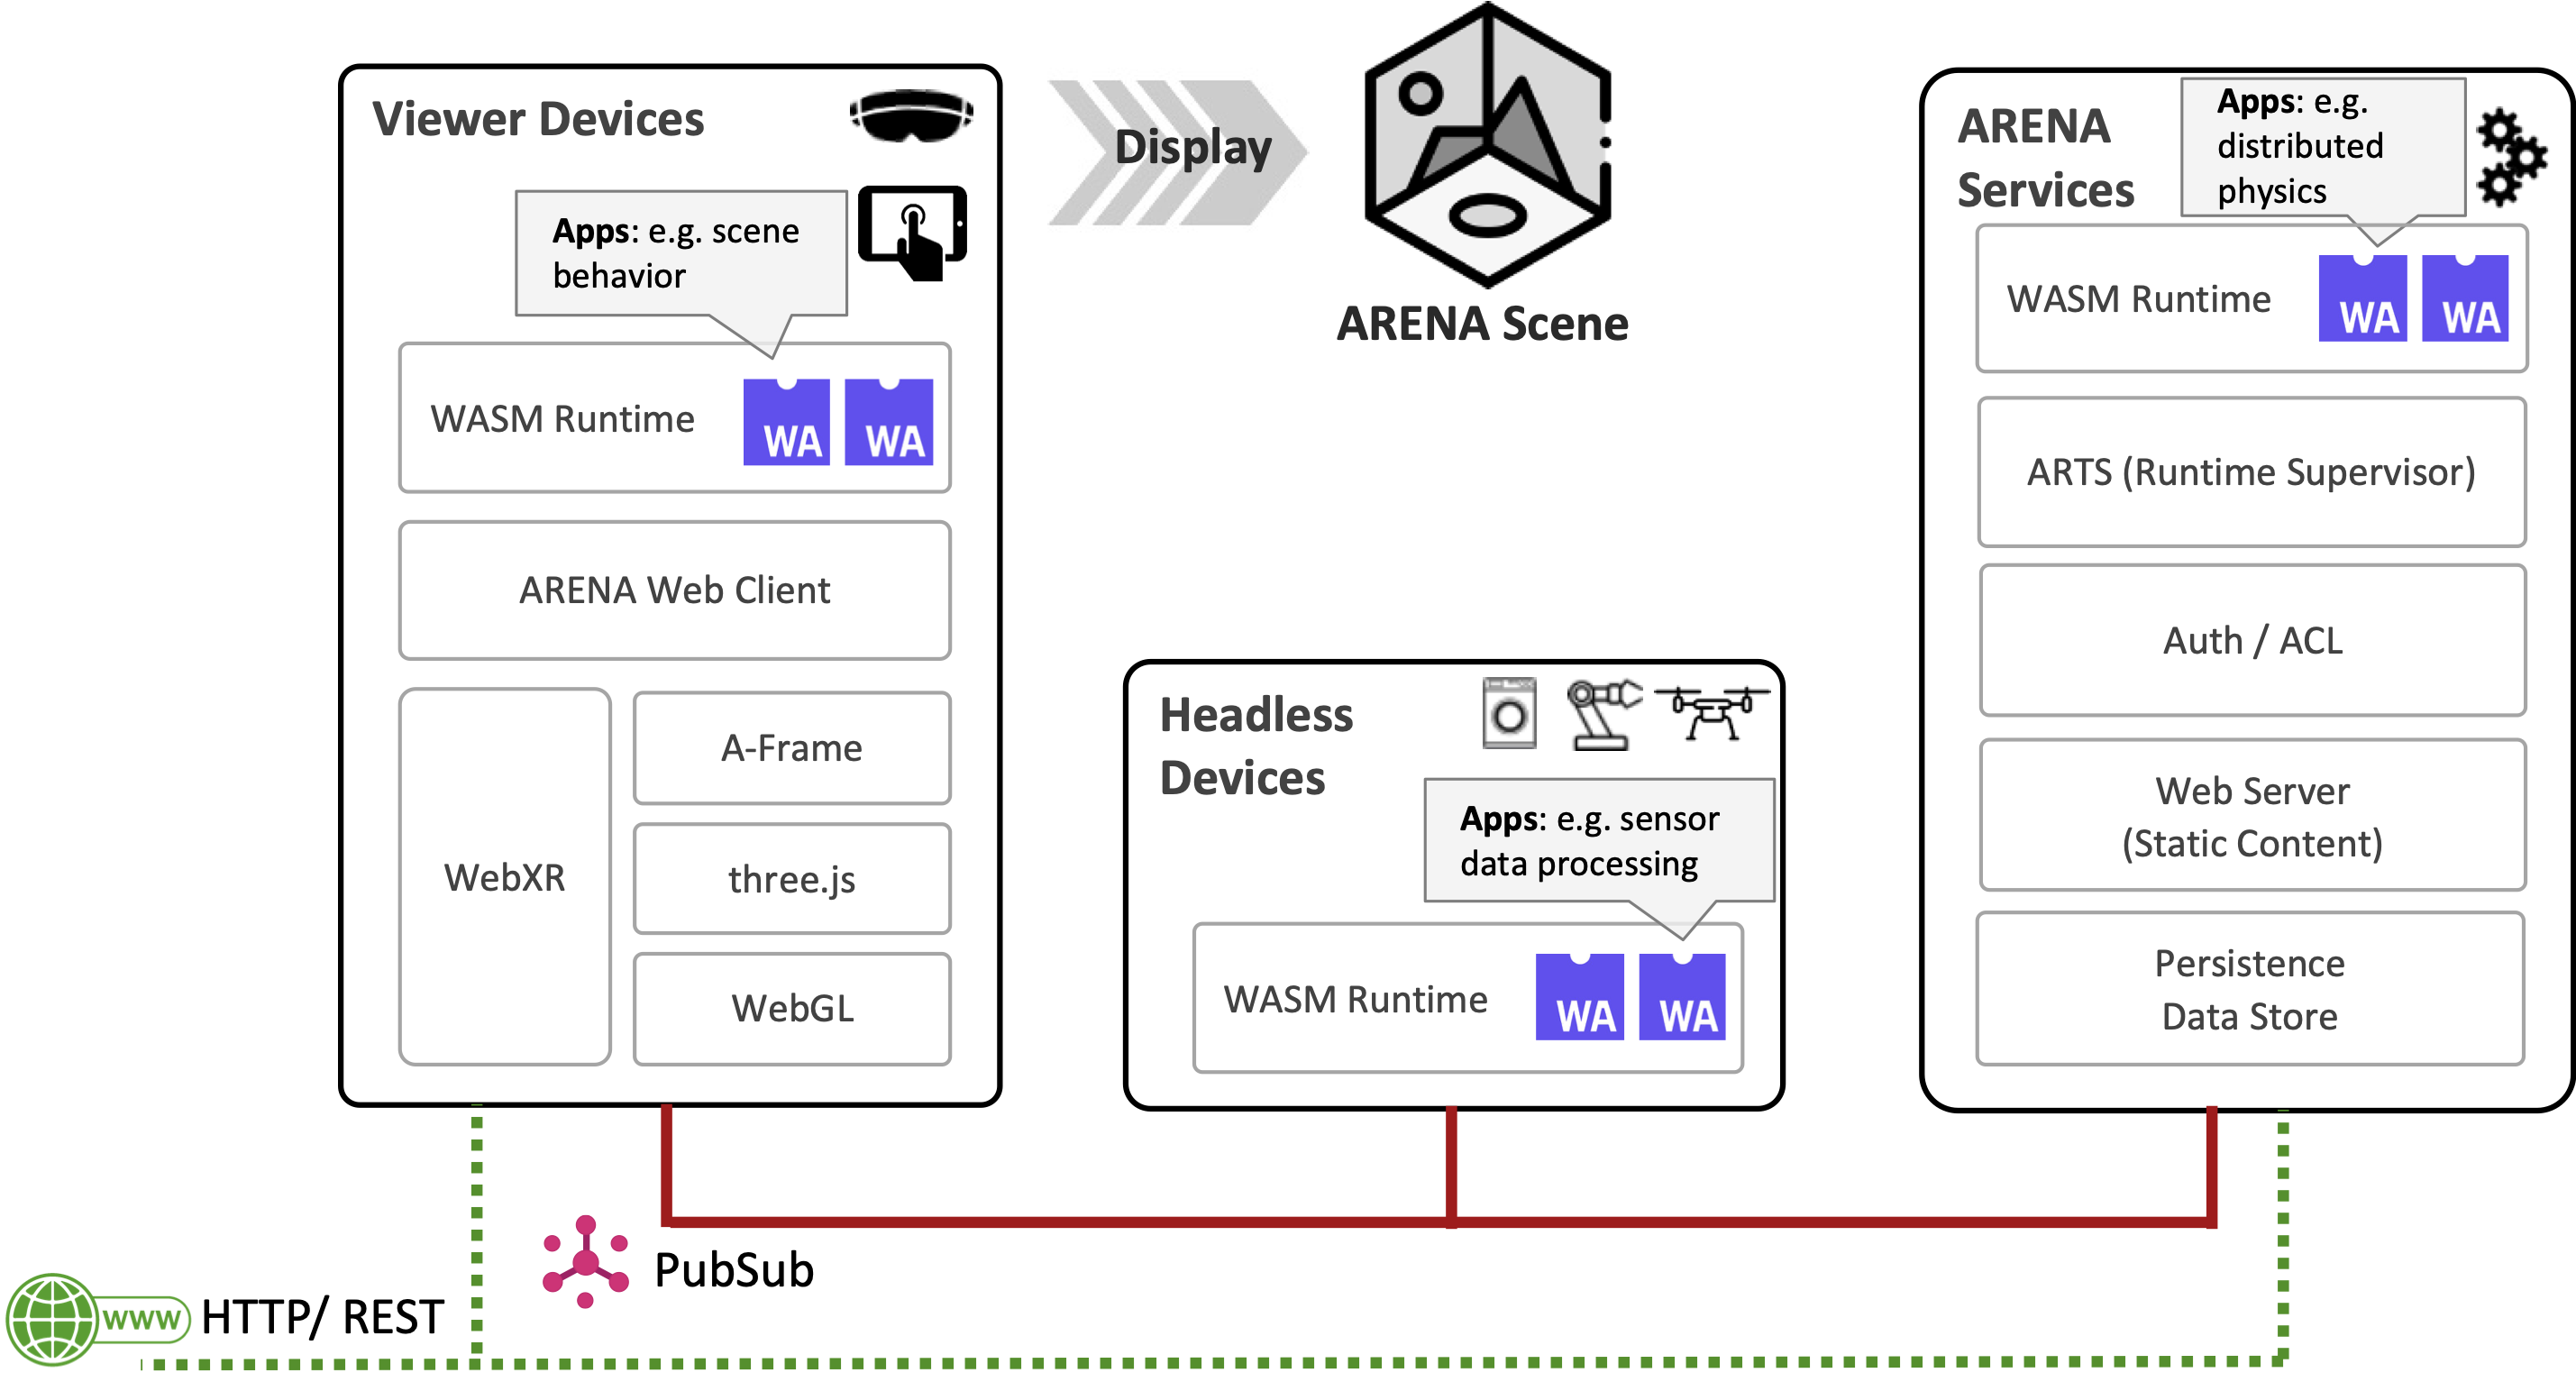 Viewer Devices
Apps: e.g. scene
behavior
WASM Runtime
WA
WA
ARENA Web Client
WebXR
A-Frame
three.js
WebGL
Display
ARENA Scene
Headless
Devices
Apps: e.g. sensor
data processing
WASM Runtime
WA
WA
ARENA
Services
Apps: e.g.
distributed
physics
WASM Runtime
WA
WA
ARTS (Runtime Supervisor)
Auth / ACL
Web Server
(Static Content)
Persistence
Data Store
PubSub
www
HTTP/ REST